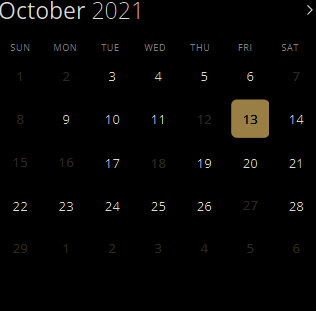 October 2021 >
SUN MON TUE WED THU FRI SAT
1 2 3 4 5 6 7
8 9 10 11 12 13 14
15 16 17 18 19 20 21
22 23 24 25 26 27 28
29 1 2 3 4 5 6